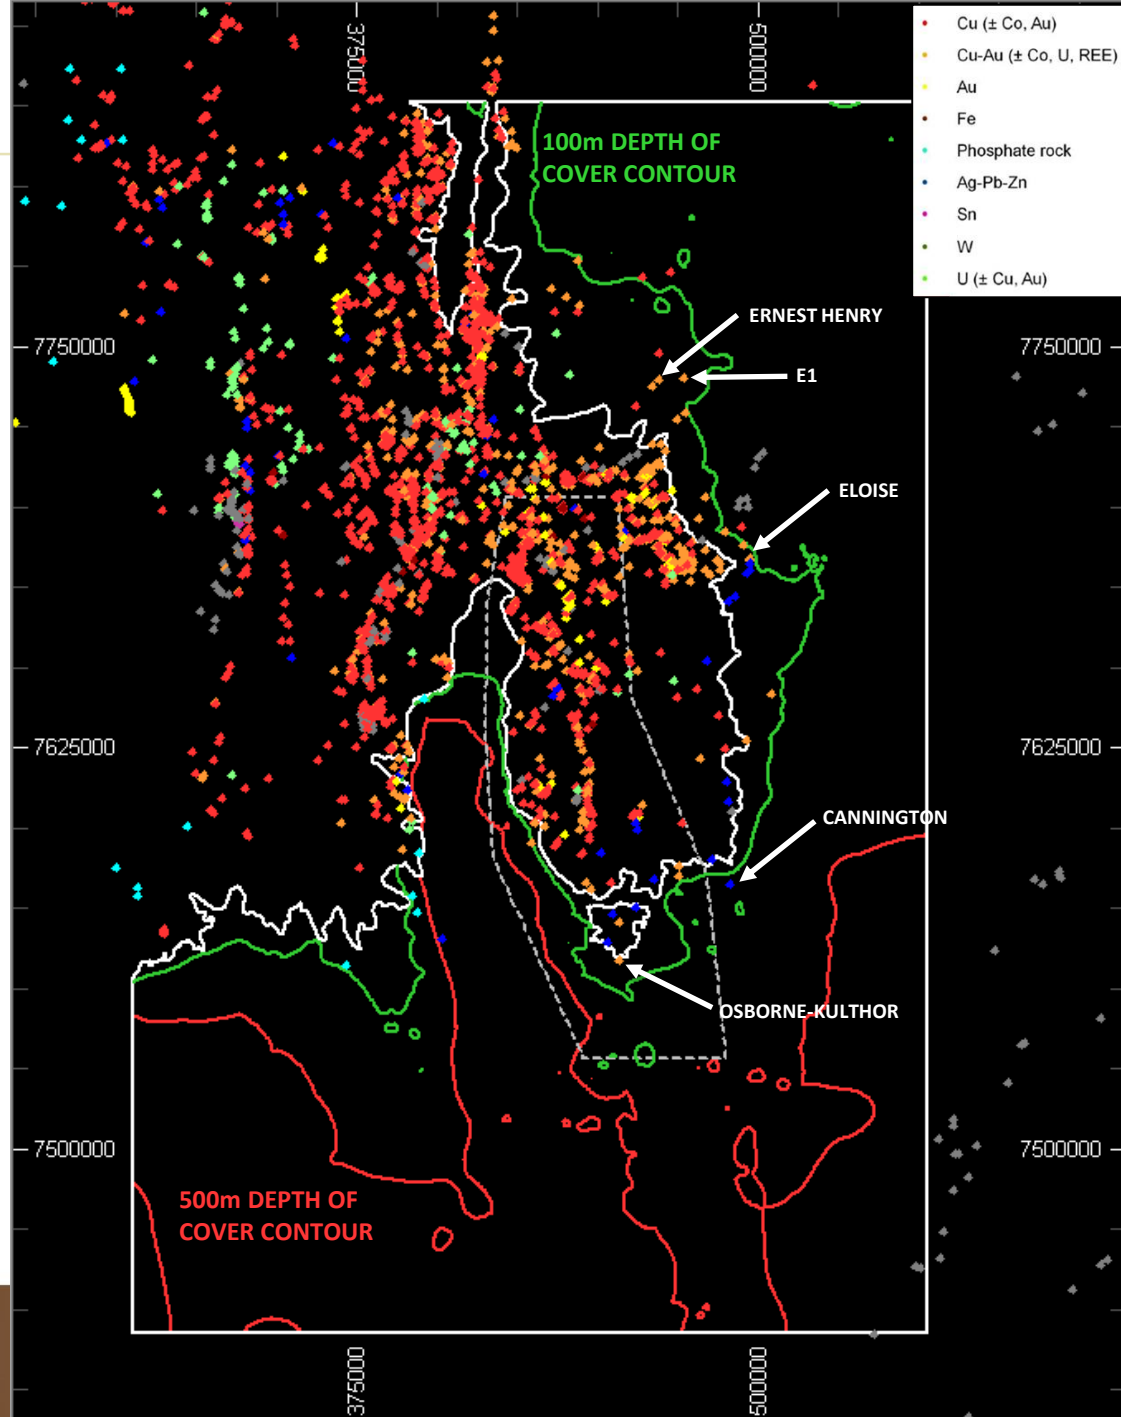 375000
500000
Cu (± Co, Au)
Cu-Au (± Co, U, REE)
Au
Fe
Phosphate rock
Ag-Pb-Zn
Sn
W
U (± Cu, Au)
100m DEPTH OF
COVER CONTOUR
ERNEST HENRY
7750000
7750000
E1
ELOISE
7625000
7625000
CANNINGTON
OSBORNE-KULTHOR
7500000
7500000
500m DEPTH OF
COVER CONTOUR
375000
500000